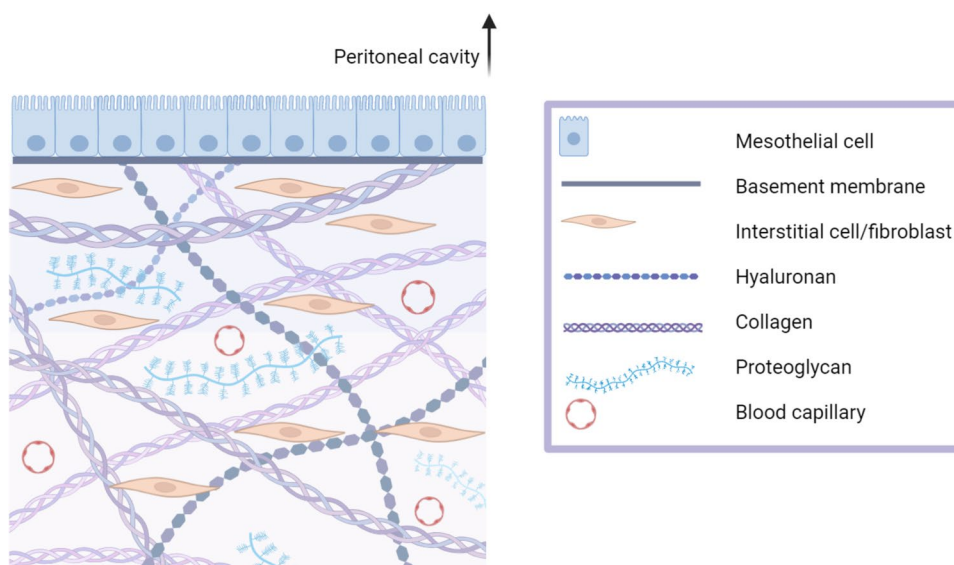 Peritoneal cavity
Mesothelial cell
Basement membrane
Interstitial cell/fibroblast
Hyaluronan
Collagen
Proteoglycan
Blood capillary